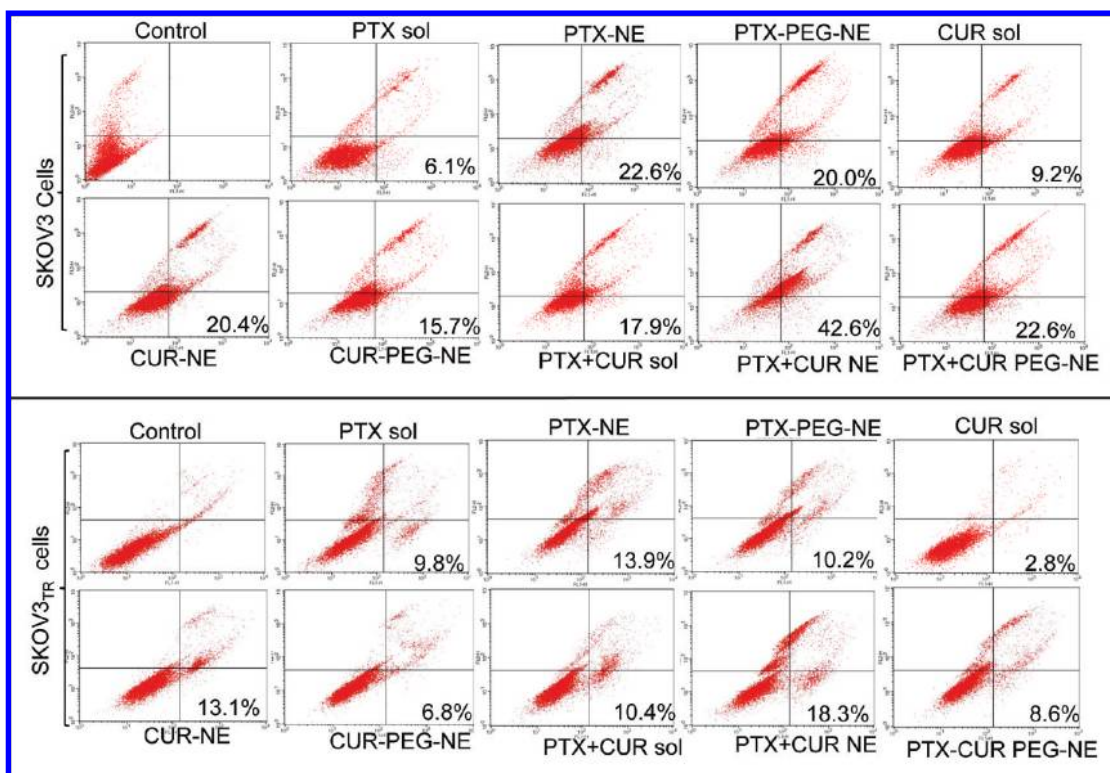 Control
PTX sol
PTX-NE
PTX-PEG-NE
CUR sol
SKOV3 Cells
6.1%
22.6%
20.0%
9.2%
20.4%
15.7%
17.9%
42.6%
22.6%
CUR-NE
CUR-PEG-NE
PTX+CUR sol
PTX+CUR NE
PTX+CUR PEG-NE
Control
PTX sol
PTX-NE
PTX-PEG-NE
CUR sol
SKOV3TR cells
9.8%
13.9%
10.2%
2.8%
13.1%
6.8%
10.4%
18.3%
8.6%
CUR-NE
CUR-PEG-NE
PTX+CUR sol
PTX+CUR NE
PTX-CUR PEG-NE